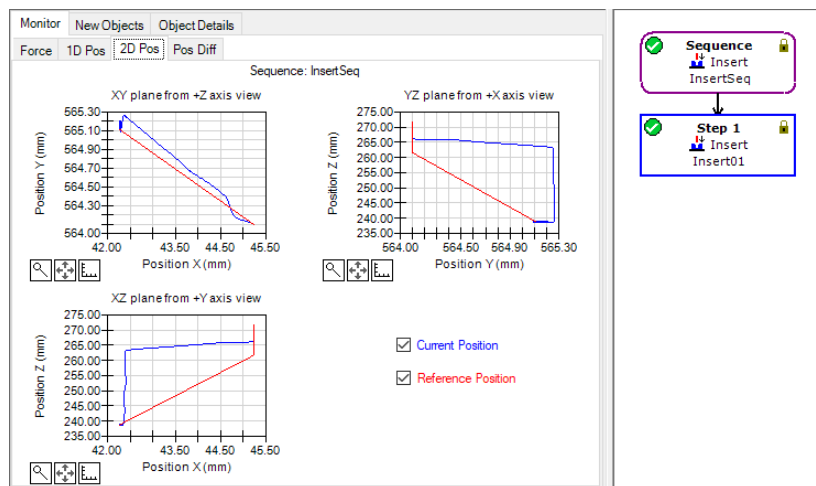 Monitor New Objects Object Details
Force 1D Pos 2D Pos Pos Diff
Sequence: InsertSeq
XY plane from +Z axis view
Position Y (mm)
565.30
565.10
564.90
564.70
564.50
564.30
564.00
42.00 43.50 44.50 45.50
Position X (mm)
YZ plane from +X axis view
Position Z (mm)
275.00
270.00
265.00
260.00
255.00
250.00
245.00
240.00
235.00
564.00 564.50 564.90 565.30
Position Y (mm)
XZ plane from +Y axis view
Position Z (mm)
275.00
270.00
265.00
260.00
255.00
250.00
245.00
240.00
235.00
42.00 43.50 44.50 45.50
Position X (mm)
Current Position
Reference Position
Sequence
Insert
InsertSeq
Step 1
Insert
Insert01